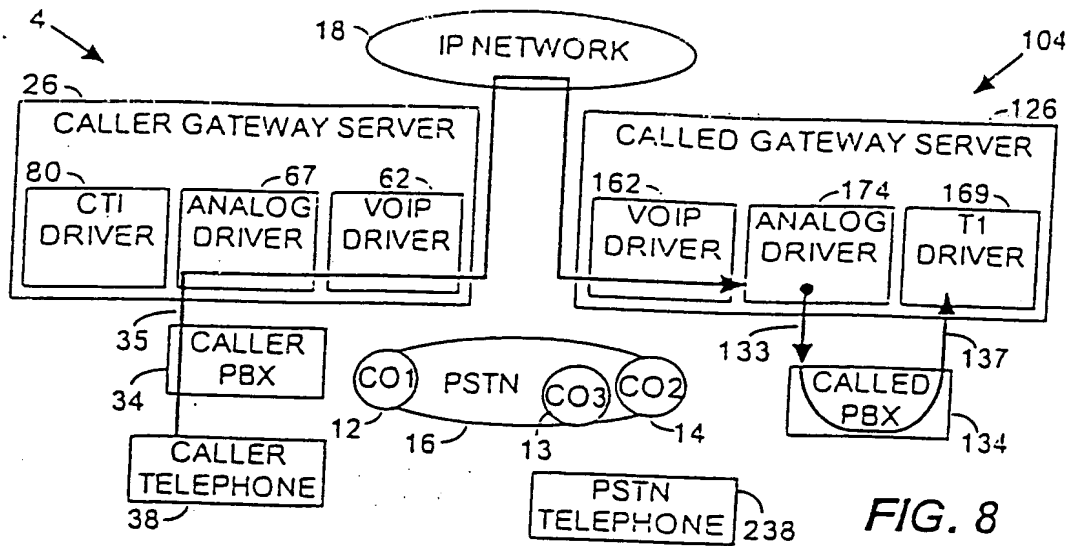 4
18
IP NETWORK
104
26
CALLER GATEWAY SERVER
80
CTI
DRIVER
67
ANALOG
DRIVER
62
VOIP
DRIVER
126
CALLED GATEWAY SERVER
162
VOIP
DRIVER
174
ANALOG
DRIVER
169
T1
DRIVER
35
CALLER
PBX
34
CALLER
TELEPHONE
38
CO1
PSTN
CO3
CO2
12
16
13
14
133
137
CALLED
PBX
134
PSTN
TELEPHONE
238
FIG. 8